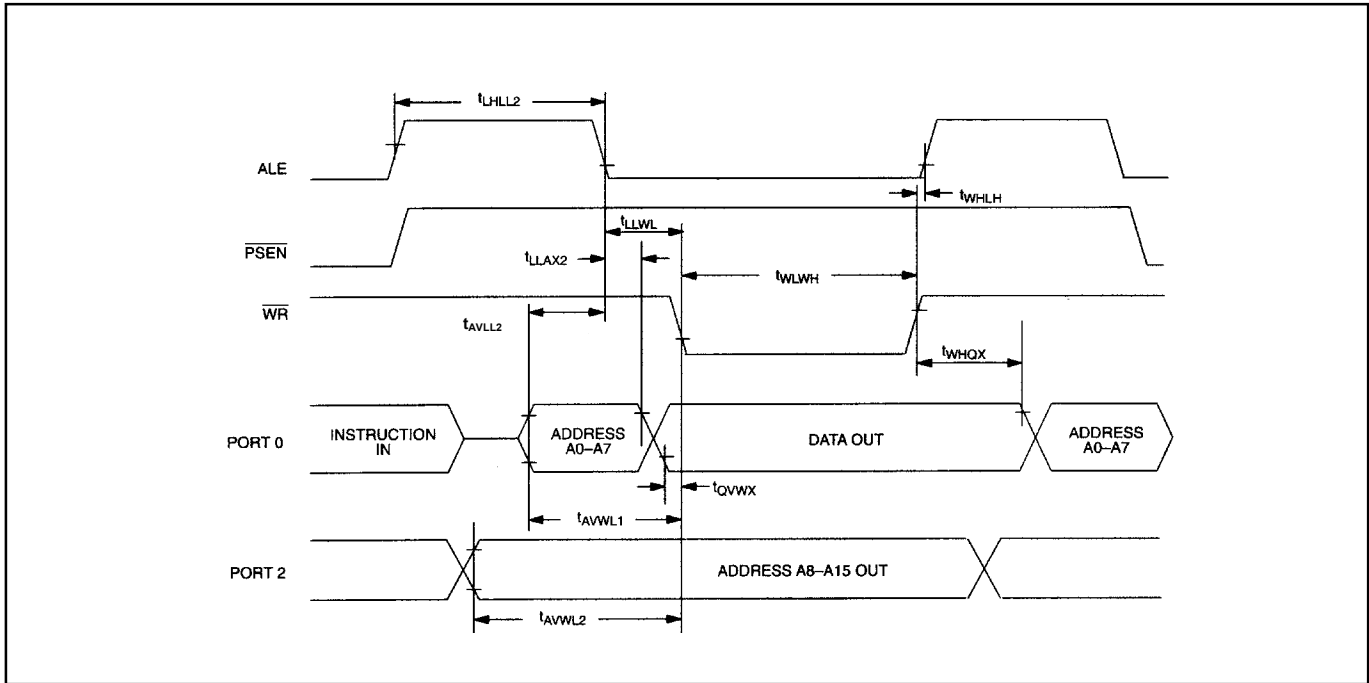 tLHLL2
ALE
tWHLH
tLLWL
PSEN
tLLAX2
tWLWH
WR
tAVLL2
tWHQX
PORT 0
INSTRUCTION
IN
ADDRESS
A0–A7
DATA OUT
ADDRESS
A0–A7
tQVWX
tAVWL1
PORT 2
ADDRESS A8–A15 OUT
tAVWL2